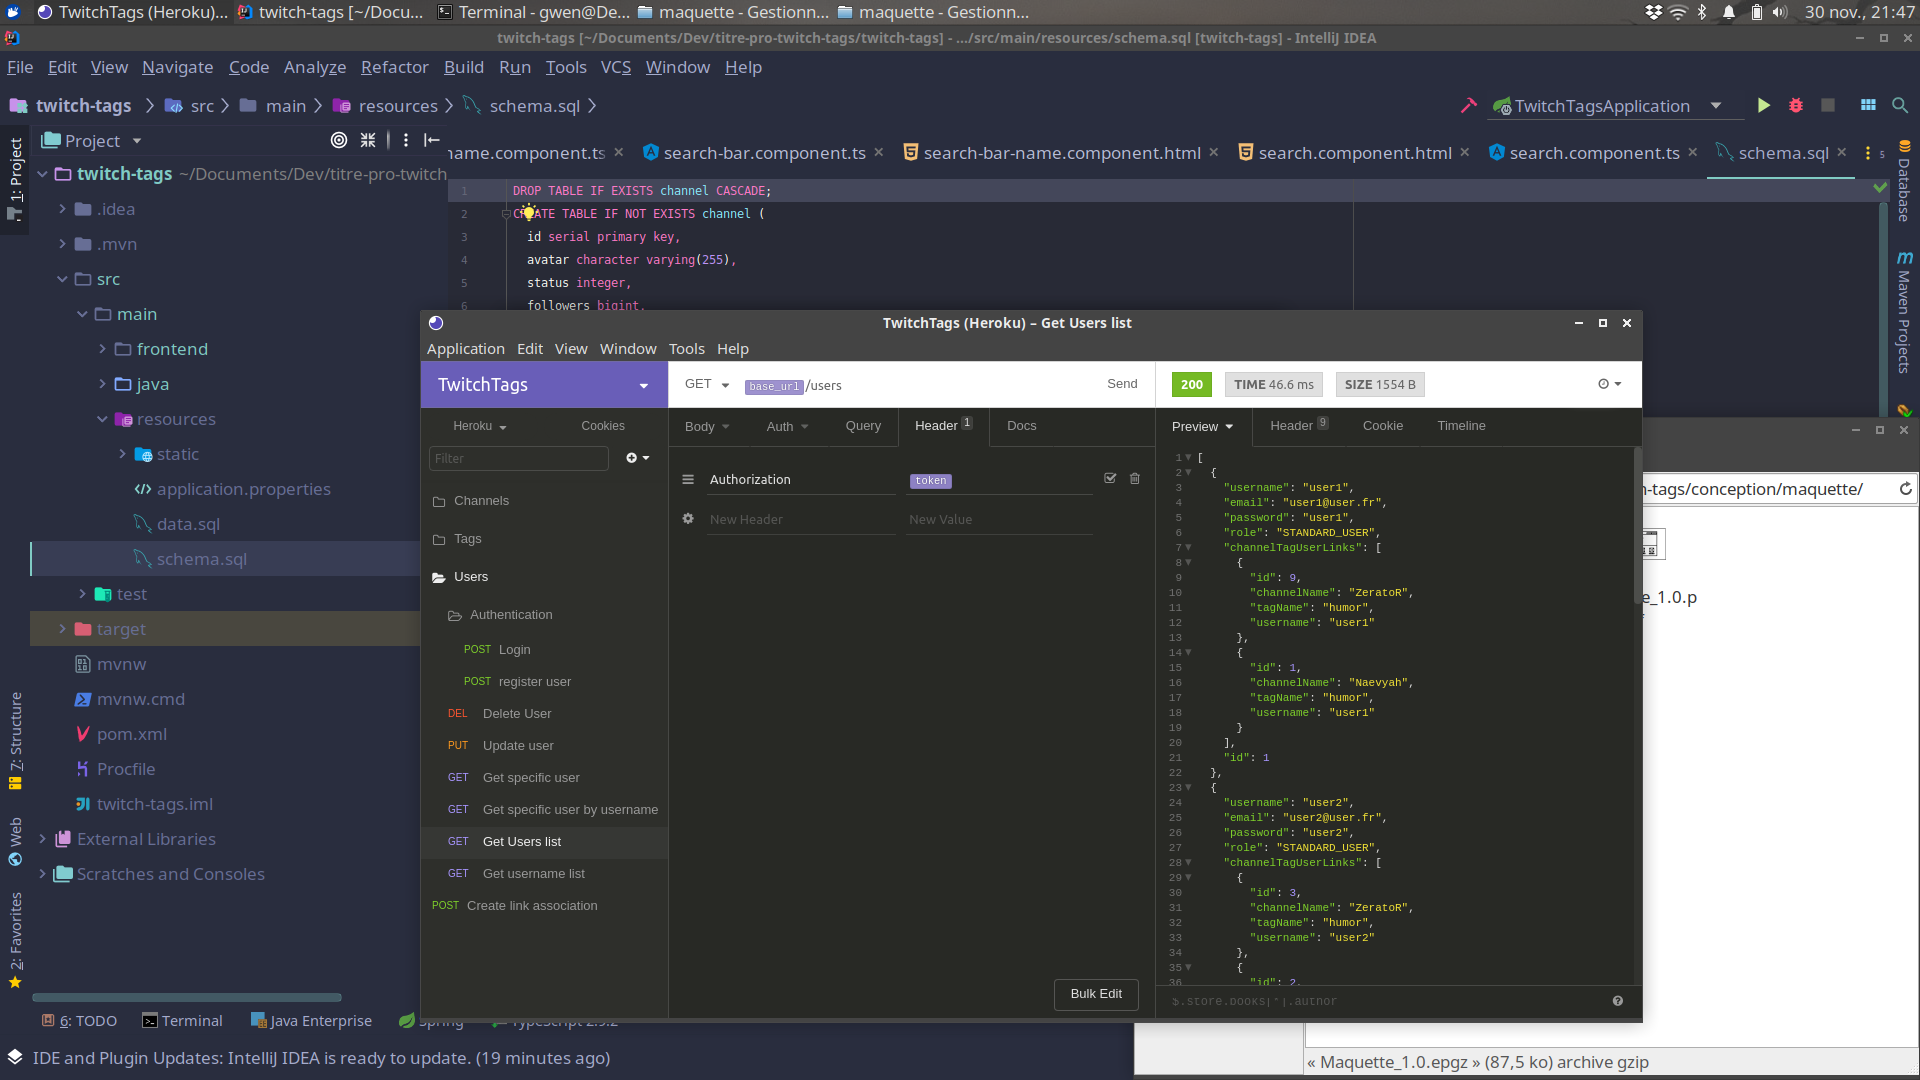 TwitchTags (Heroku)...
twitch-tags [~/Docu...
Terminal - gwen@De...
maquette - Gestionn...
maquette - Gestionn...
30 nov., 21:47
twitch-tags [~/Documents/Dev/titre-pro-twitch-tags/twitch-tags] - .../src/main/resources/schema.sql [twitch-tags] - IntelliJ IDEA
File Edit View Navigate Code Analyze Refactor Build Run Tools VCS Window Help
twitch-tags src main resources schema.sql
TwitchTagsApplication
1: Project
Project
name.component.ts
search-bar.component.ts
search-bar-name.component.html
search.component.html
search.component.ts
schema.sql
5
Database
Maven Projects
twitch-tags ~/Documents/Dev/titre-pro-twitch
.idea
.mvn
src
main
frontend
java
resources
static
application.properties
data.sql
schema.sql
test
target
mvnw
mvnw.cmd
pom.xml
Procfile
twitch-tags.iml
External Libraries
Scratches and Consoles
7: Structure
Web
2: Favorites
1 DROP TABLE IF EXISTS channel CASCADE;
2 CREATE TABLE IF NOT EXISTS channel (
3 id serial primary key,
4 avatar character varying(255),
5 status integer,
6 followers bigint,
TwitchTags (Heroku) – Get Users list
Application Edit View Window Tools Help
TwitchTags
GET base_url/users Send
200 TIME 46.6 ms SIZE 1554 B
Heroku Cookies
Filter
Channels
Tags
Users
Authentication
POST Login
POST register user
DEL Delete User
PUT Update user
GET Get specific user
GET Get specific user by username
GET Get Users list
GET Get username list
POST Create link association
Body Auth Query Header 1 Docs
Authorization token
New Header New Value
Bulk Edit
Preview Header 9 Cookie Timeline
1 [
2 {
3 "username": "user1",
4 "email": "user1@user.fr",
5 "password": "user1",
6 "role": "STANDARD_USER",
7 "channelTagUserLinks": [
8 {
9 "id": 9,
10 "channelName": "ZeratoR",
11 "tagName": "humor",
12 "username": "user1"
13 },
14 {
15 "id": 1,
16 "channelName": "Naevyah",
17 "tagName": "humor",
18 "username": "user1"
19 }
20 ],
21 "id": 1
22 },
23 {
24 "username": "user2",
25 "email": "user2@user.fr",
26 "password": "user2",
27 "role": "STANDARD_USER",
28 "channelTagUserLinks": [
29 {
30 "id": 3,
31 "channelName": "ZeratoR",
32 "tagName": "humor",
33 "username": "user2"
34 },
35 {
36 "id": 2,
$.store.books[*].author
h-tags/conception/maquette/
e_1.0.p
6: TODO Terminal Java Enterprise Spring TypeScript 2.9.2
IDE and Plugin Updates: IntelliJ IDEA is ready to update. (19 minutes ago)
« Maquette_1.0.epgz » (87,5 ko) archive gzip